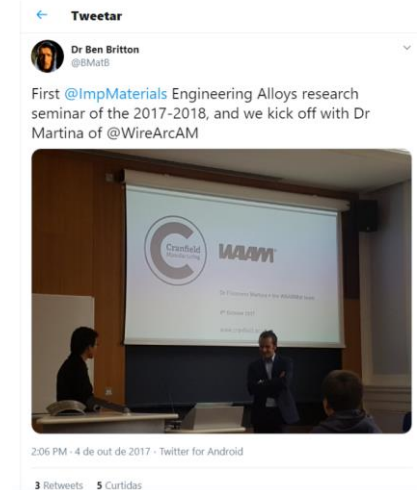 Tweetar
Dr Ben Britton
@BMatB
First @ImpMaterials Engineering Alloys research
seminar of the 2017-2018, and we kick off with Dr
Martina of @WireArcAM
Cranfield
Manufacturing
WAAM
2:06 PM · 4 de out de 2017 · Twitter for Android
3 Retweets 5 Curtidas